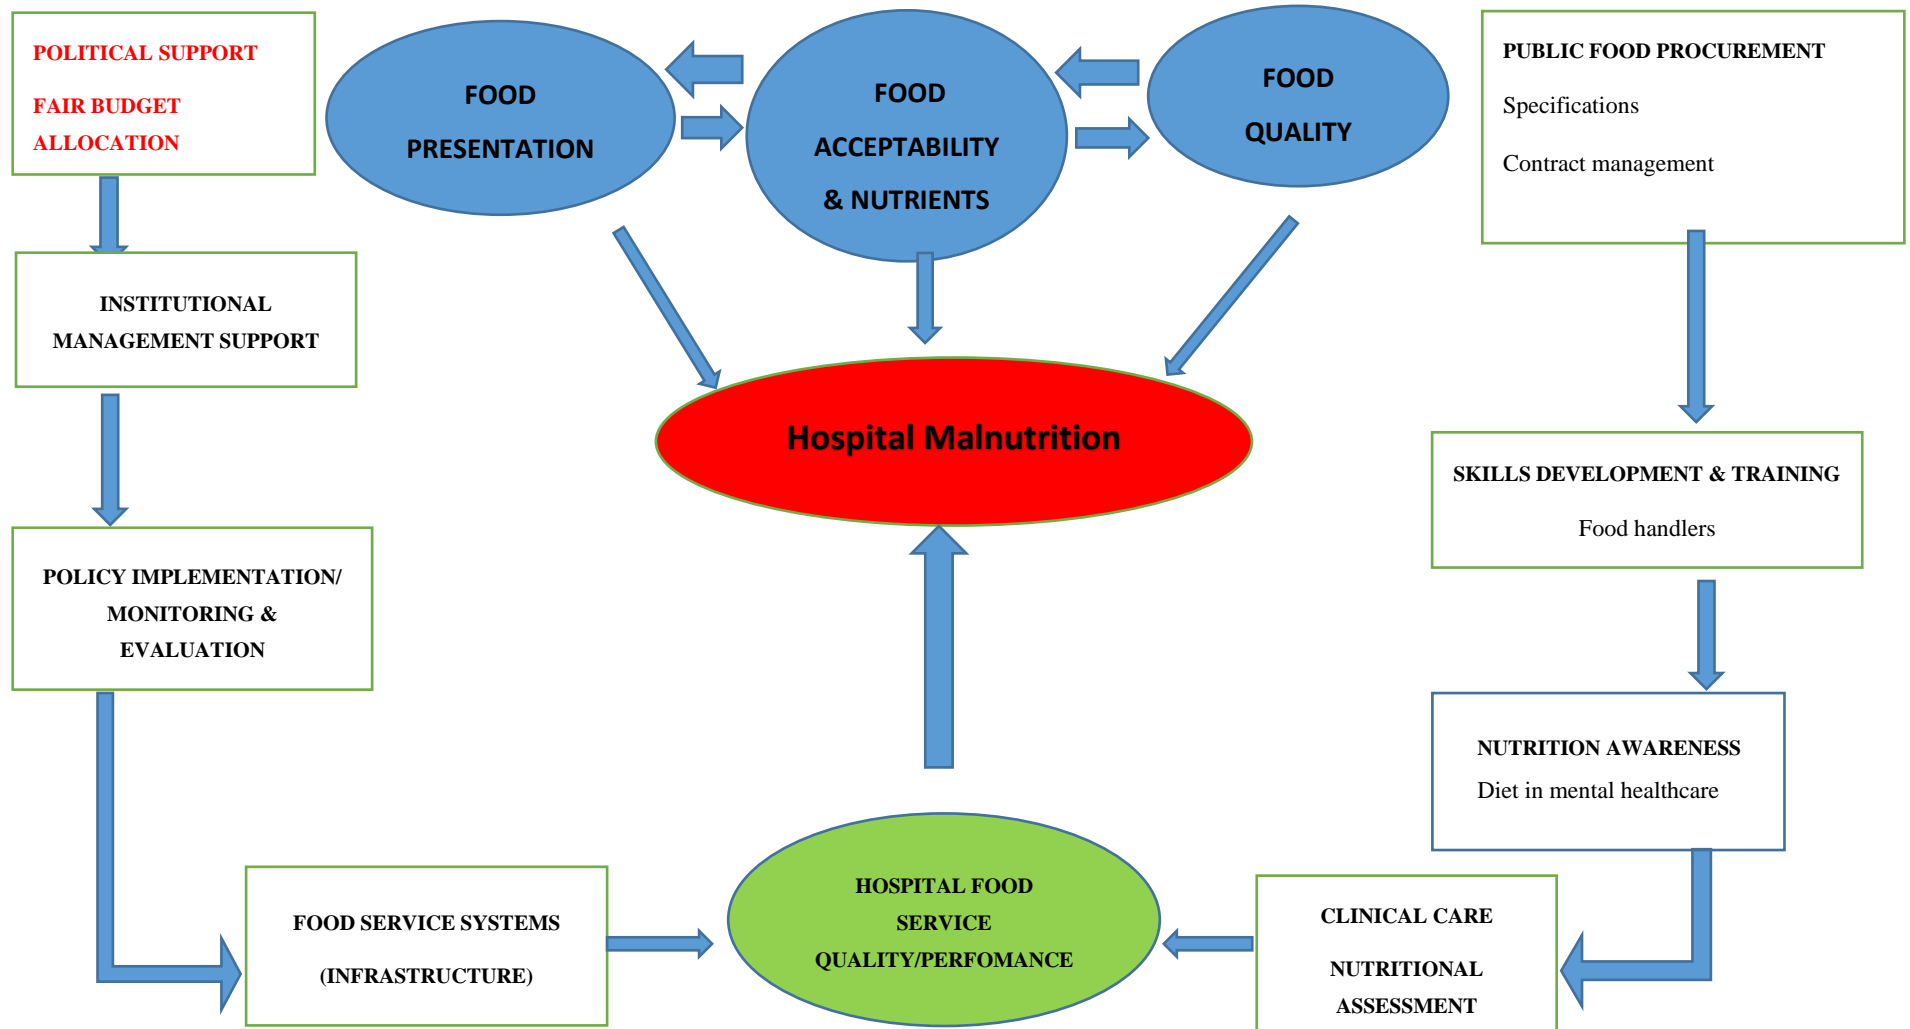 POLITICAL SUPPORT
FAIR BUDGET
ALLOCATION
INSTITUTIONAL
MANAGEMENT SUPPORT
POLICY IMPLEMENTATION/
MONITORING &
EVALUATION
FOOD SERVICE SYSTEMS
(INFRASTRUCTURE)
FOOD
PRESENTATION
FOOD
ACCEPTABILITY
& NUTRIENTS
FOOD
QUALITY
Hospital Malnutrition
HOSPITAL FOOD
SERVICE
QUALITY/PERFOMANCE
PUBLIC FOOD PROCUREMENT
Specifications
Contract management
SKILLS DEVELOPMENT & TRAINING
Food handlers
NUTRITION AWARENESS
Diet in mental healthcare
CLINICAL CARE
NUTRITIONAL
ASSESSMENT